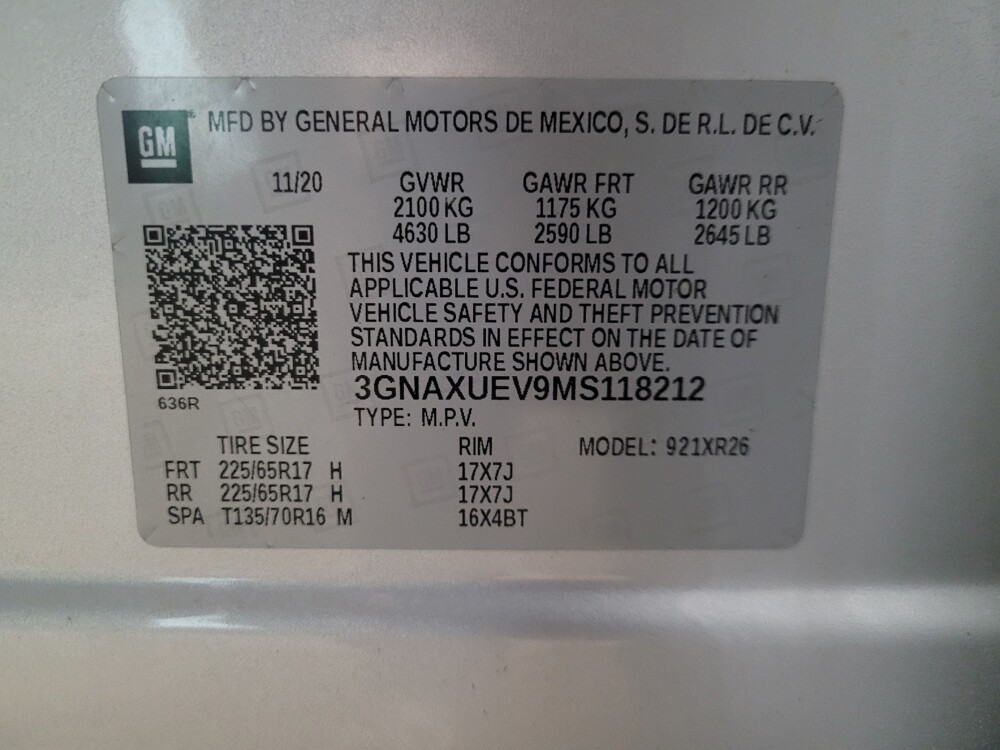 GM MFD BY GENERAL MOTORS DE MEXICO, S. DE R.L. DE C.V.
11/20 GVWR GAWR FRT GAWR RR
2100 KG 1175 KG 1200 KG
4630 LB 2590 LB 2645 LB
THIS VEHICLE CONFORMS TO ALL
APPLICABLE U.S. FEDERAL MOTOR
VEHICLE SAFETY AND THEFT PREVENTION
STANDARDS IN EFFECT ON THE DATE OF
MANUFACTURE SHOWN ABOVE.
3GNAXUEV9MS118212
636R
TYPE: M.P.V.
TIRE SIZE RIM MODEL: 921XR26
FRT 225/65R17 H 17X7J
RR 225/65R17 H 17X7J
SPA T135/70R16 M 16X4BT